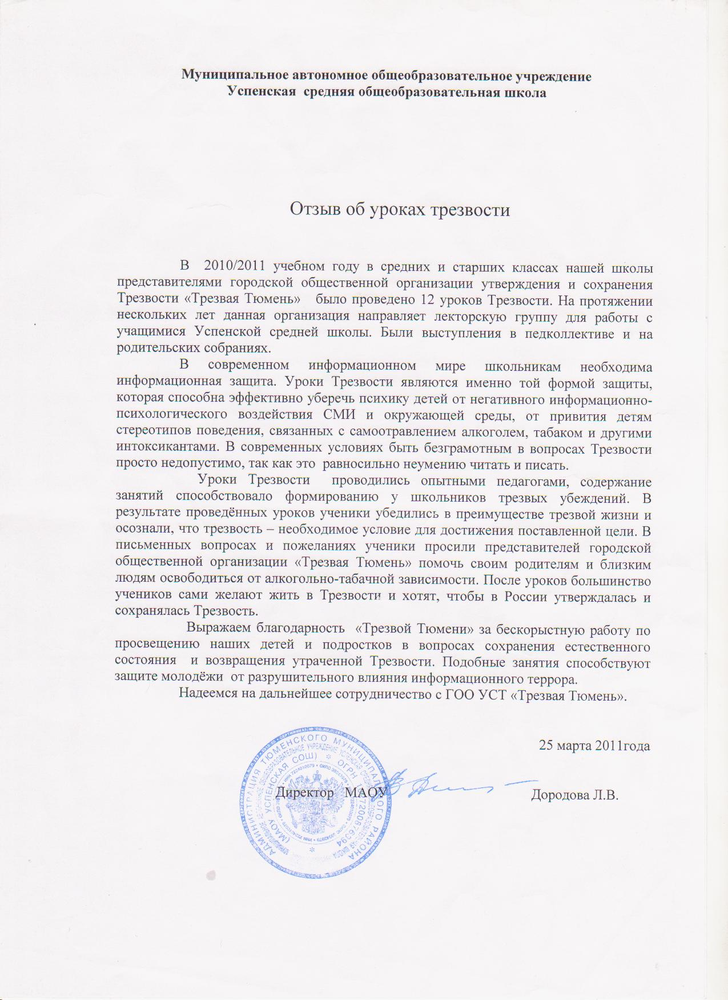 Муниципальное автономное общеобразовательное учреждение
Успенская средняя общеобразовательная школа
Отзыв об уроках трезвости
В 2010/2011 учебном году в средних и старших классах нашей школы
представителями городской общественной организации утверждения и сохранения
Трезвости «Трезвая Тюмень» было проведено 12 уроков Трезвости. На протяжении
нескольких лет данная организация направляет лекторскую группу для работы с
учащимися Успенской средней школы. Были выступления в педколлективе и на
родительских собраниях.
В современном информационном мире школьникам необходима
информационная защита. Уроки Трезвости являются именно той формой защиты,
которая способна эффективно уберечь психику детей от негативного информационно-
психологического воздействия СМИ и окружающей среды, от привития детям
стереотипов поведения, связанных с самоотравлением алкоголем, табаком и другими
интоксикантами. В современных условиях быть безграмотным в вопросах Трезвости
просто недопустимо, так как это равносильно неумению читать и писать.
Уроки Трезвости проводились опытными педагогами, содержание
занятий способствовало формированию у школьников трезвых убеждений. В
результате проведённых уроков ученики убедились в преимуществе трезвой жизни и
осознали, что трезвость – необходимое условие для достижения поставленной цели. В
письменных вопросах и пожеланиях ученики просили представителей городской
общественной организации «Трезвая Тюмень» помочь своим родителям и близким
людям освободиться от алкогольно-табачной зависимости. После уроков большинство
учеников сами желают жить в Трезвости и хотят, чтобы в России утверждалась и
сохранялась Трезвость.
Выражаем благодарность «Трезвой Тюмени» за бескорыстную работу по
просвещению наших детей и подростков в вопросах сохранения естественного
состояния и возвращения утраченной Трезвости. Подобные занятия способствуют
защите молодёжи от разрушительного влияния информационного террора.
Надеемся на дальнейшее сотрудничество с ГОО УСТ «Трезвая Тюмень».
25 марта 2011года
Директор МАОУ Дородова Л.В.
АДМИНИСТРАЦИЯ ТЮМЕНСКОГО МУНИЦИПАЛЬНОГО РАЙОНА
(МАОУ УСПЕНСКАЯ СОШ) * ОГРН